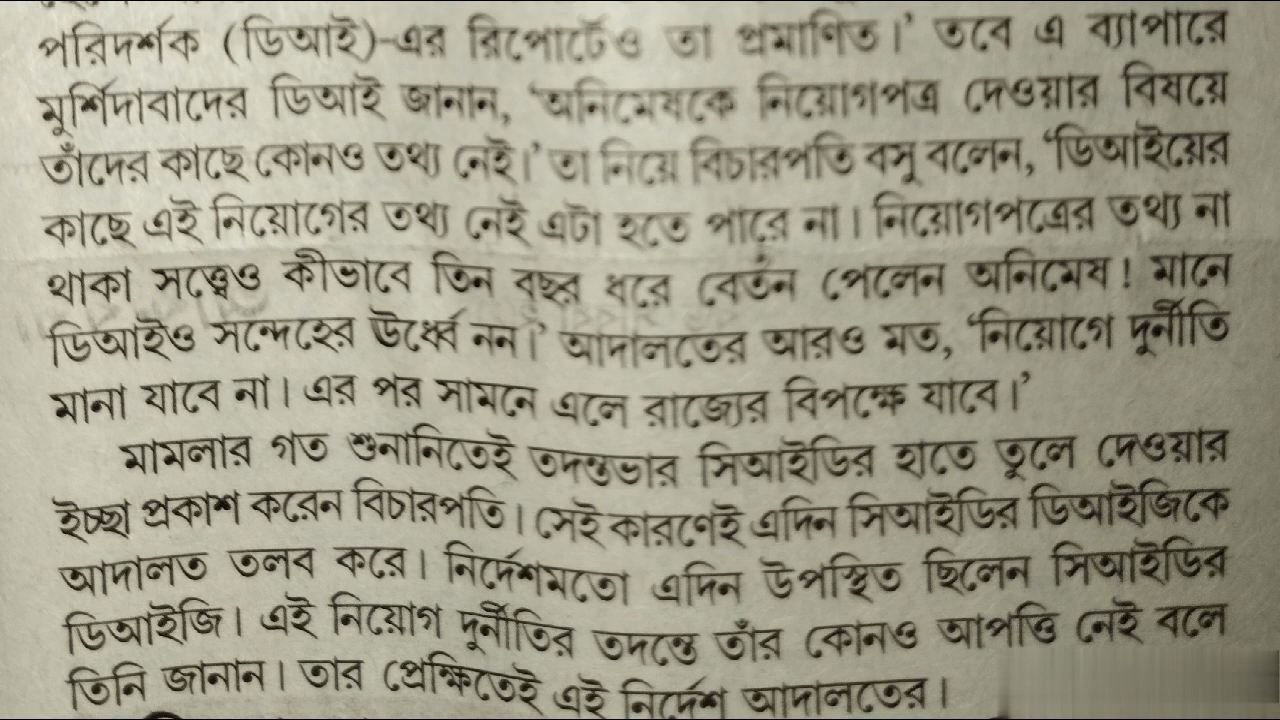 পরিদর্শক (ডিআই)-এর রিপোর্টেও তা প্রমাণিত।’ তবে এ ব্যাপারে
মুর্শিদাবাদের ডিআই জানান, ‘অনিমেষকে নিয়োগপত্র দেওয়ার বিষয়ে
তাঁদের কাছে কোনও তথ্য নেই।’ তা নিয়ে বিচারপতি বসু বলেন, ‘ডিআইয়ের
কাছে এই নিয়োগের তথ্য নেই এটা হতে পারে না। নিয়োগপত্রের তথ্য না
থাকা সত্ত্বেও কীভাবে তিন বছর ধরে বেতন পেলেন অনিমেষ! মানে
ডিআইও সন্দেহের ঊর্ধ্বে নন।’ আদালতের আরও মত, ‘নিয়োগে দুর্নীতি
মানা যাবে না। এর পর সামনে এলে রাজ্যের বিপক্ষে যাবে।’
মামলার গত শুনানিতেই তদন্তভার সিআইডির হাতে তুলে দেওয়ার
ইচ্ছা প্রকাশ করেন বিচারপতি। সেই কারণেই এদিন সিআইডির ডিআইজিকে
আদালত তলব করে। নির্দেশমতো এদিন উপস্থিত ছিলেন সিআইডির
ডিআইজি। এই নিয়োগ দুর্নীতির তদন্তে তাঁর কোনও আপত্তি নেই বলে
তিনি জানান। তার প্রেক্ষিতেই এই নির্দেশ আদালতের।